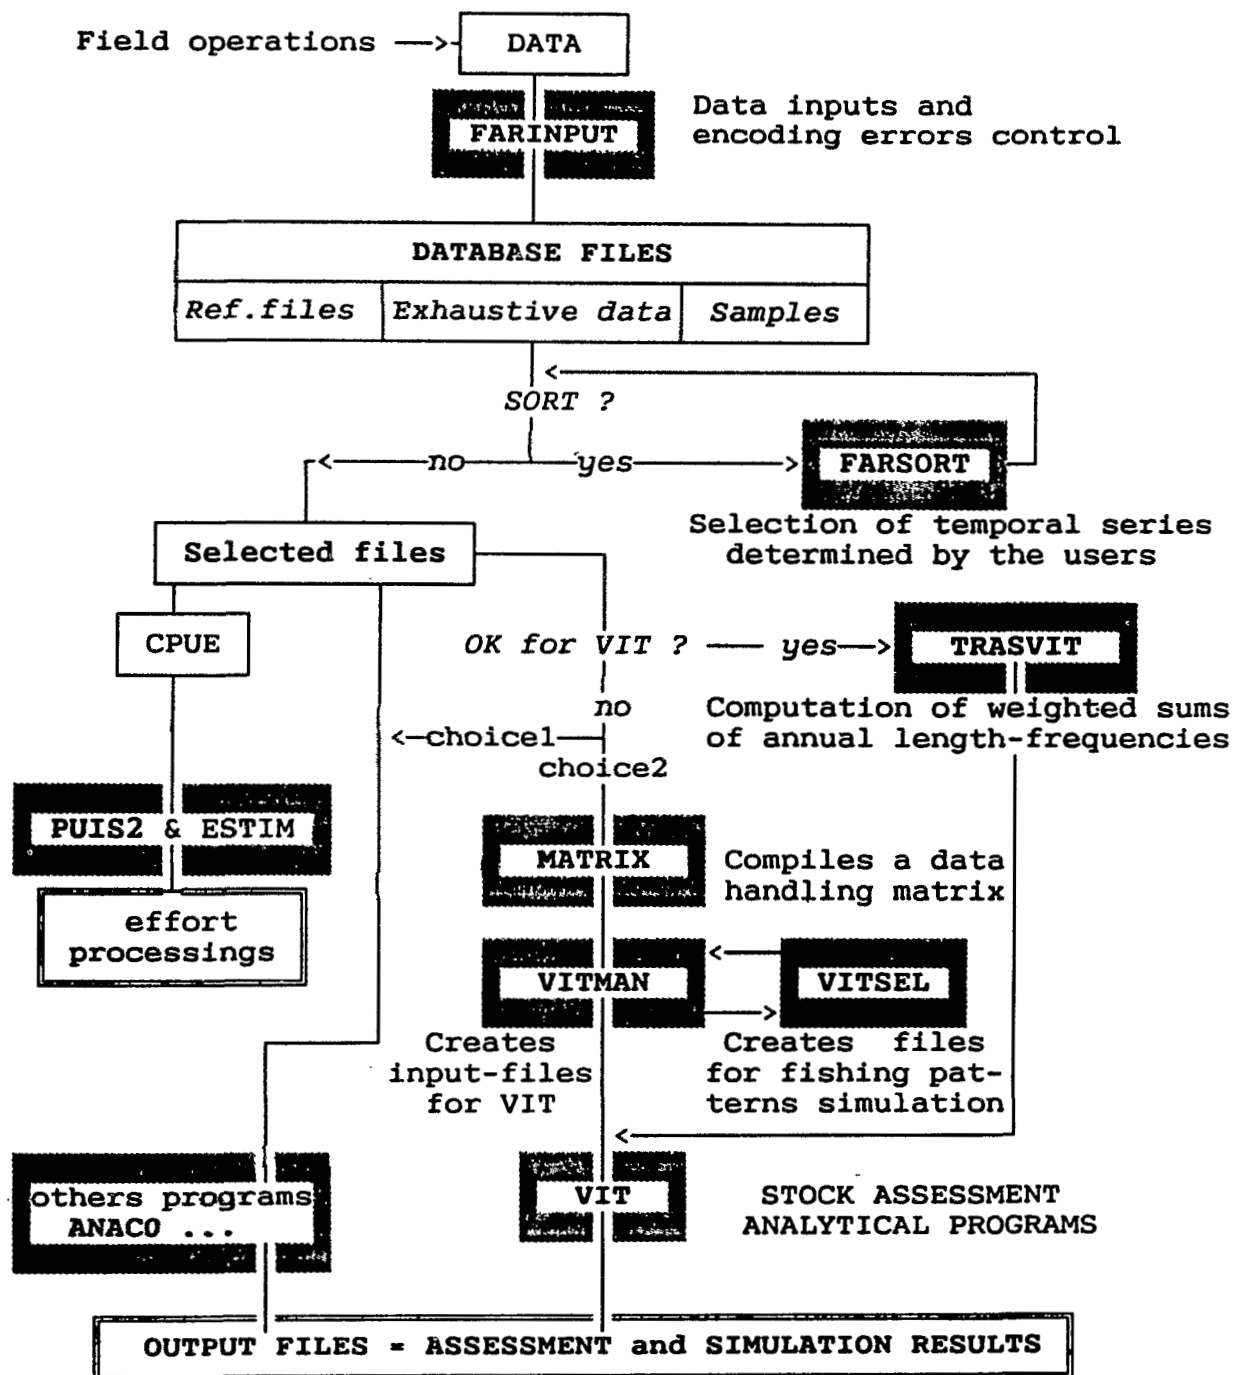 Field operations
DATA
FARINPUT
Data inputs and
encoding errors control
DATABASE FILES
Ref.files
Exhaustive data
Samples
SORT ?
no
yes
FARSORT
Selection of temporal series
determined by the users
Selected files
CPUE
OK for VIT ?
yes
TRASVIT
no
Computation of weighted sums
of annual length-frequencies
choice1
choice2
PUIS2 & ESTIM
MATRIX
Compiles a data
handling matrix
effort
processings
VITMAN
VITSEL
Creates
input-files
for VIT
Creates files
for fishing pat-
terns simulation
others programs
ANACO ...
VIT
STOCK ASSESSMENT
ANALYTICAL PROGRAMS
OUTPUT FILES = ASSESSMENT and SIMULATION RESULTS